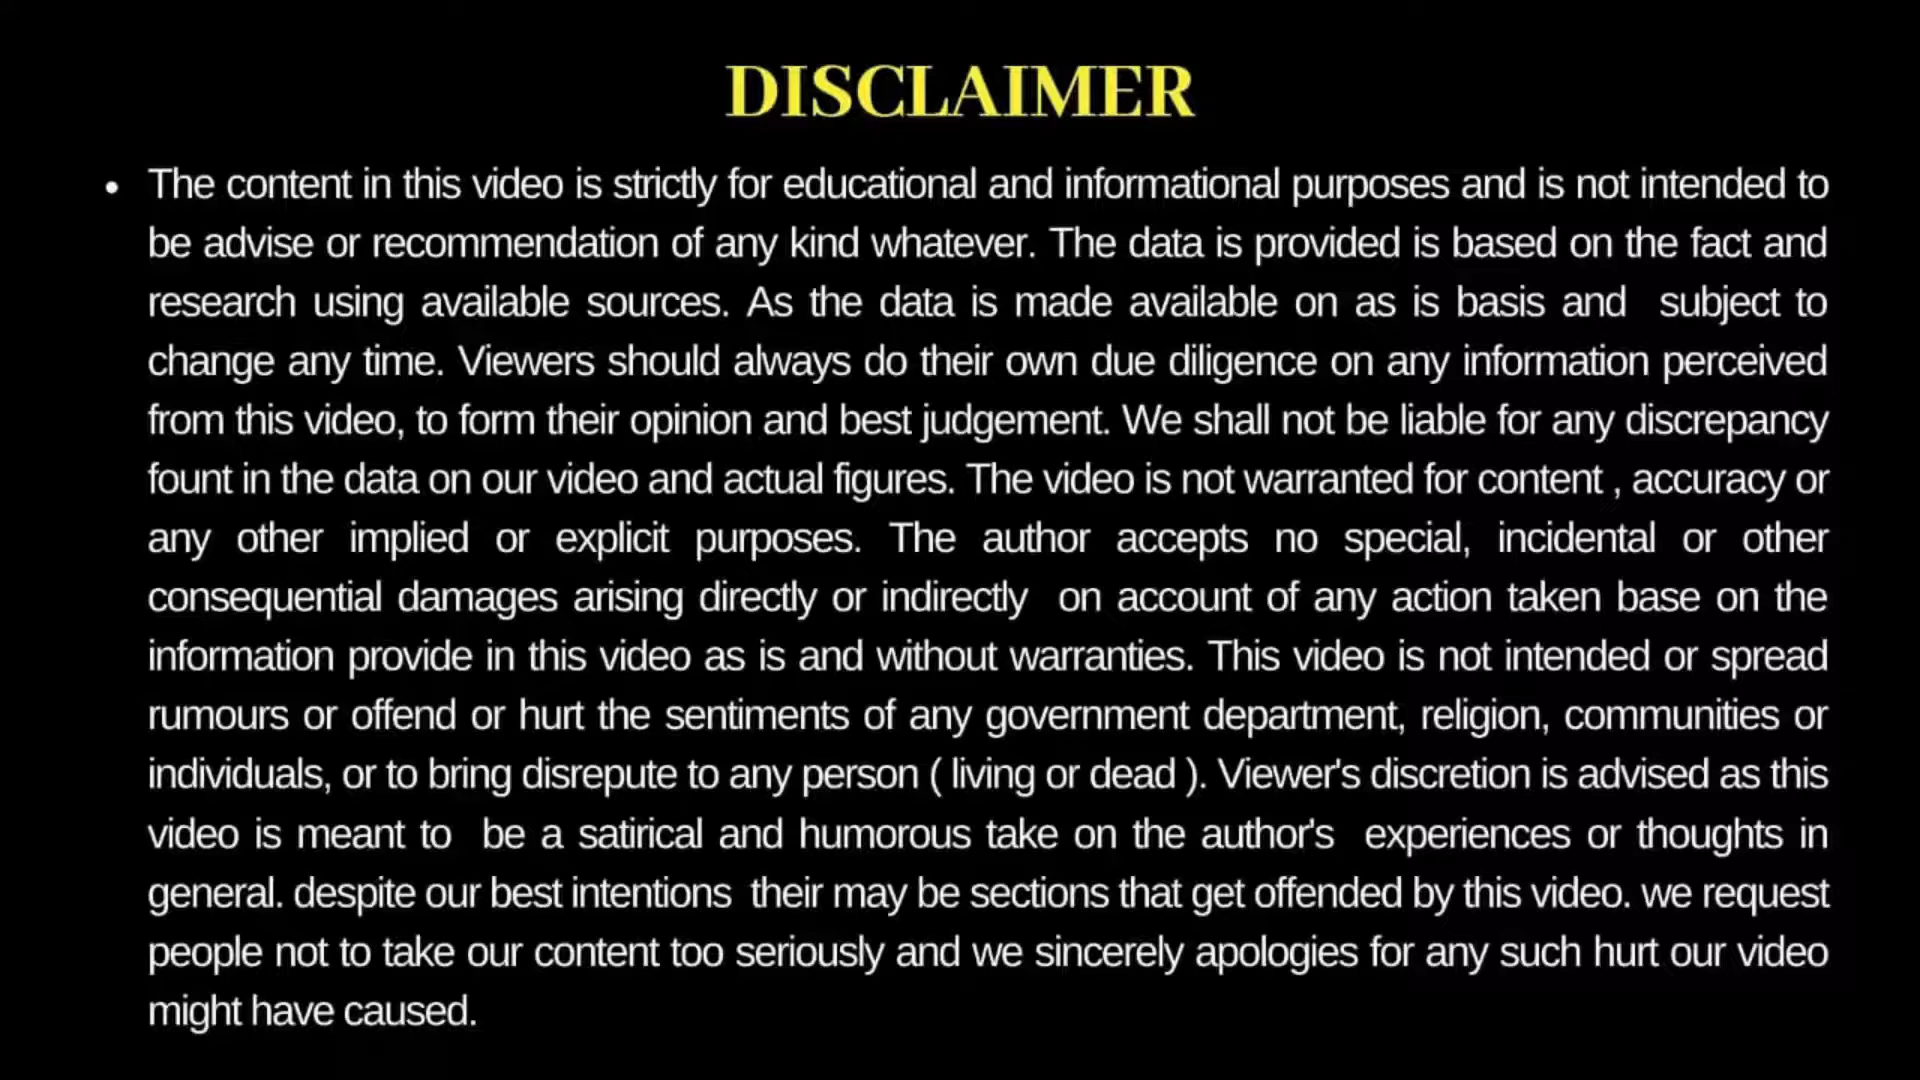 DISCLAIMER
• The content in this video is strictly for educational and informational purposes and is not intended to
be advise or recommendation of any kind whatever. The data is provided is based on the fact and
research using available sources. As the data is made available on as is basis and subject to
change any time. Viewers should always do their own due diligence on any information perceived
from this video, to form their opinion and best judgement. We shall not be liable for any discrepancy
fount in the data on our video and actual figures. The video is not warranted for content , accuracy or
any other implied or explicit purposes. The author accepts no special, incidental or other
consequential damages arising directly or indirectly on account of any action taken base on the
information provide in this video as is and without warranties. This video is not intended or spread
rumours or offend or hurt the sentiments of any government department, religion, communities or
individuals, or to bring disrepute to any person ( living or dead ). Viewer's discretion is advised as this
video is meant to be a satirical and humorous take on the author's experiences or thoughts in
general. despite our best intentions their may be sections that get offended by this video. we request
people not to take our content too seriously and we sincerely apologies for any such hurt our video
might have caused.